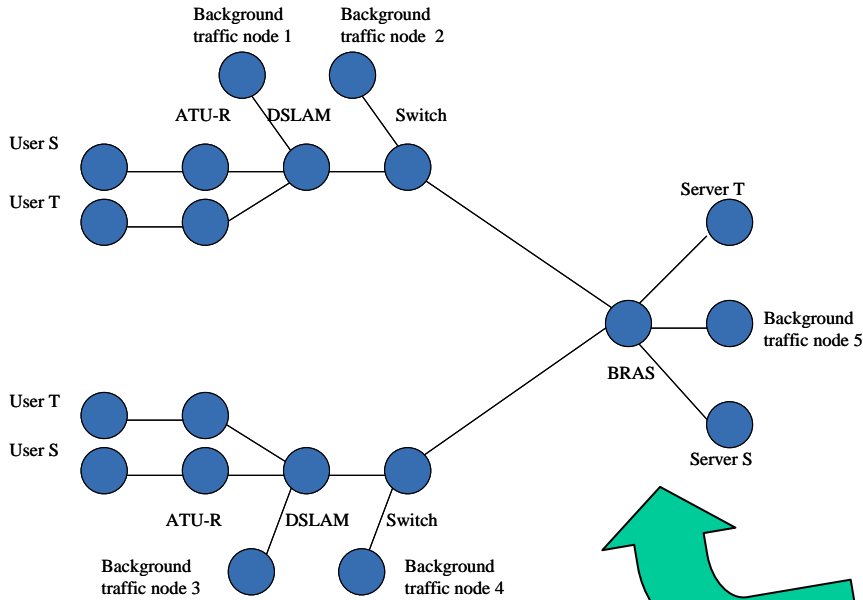 Background
traffic node 1
Background
traffic node 2
ATU-R
DSLAM
Switch
User S
User T
Server T
Background
traffic node 5
BRAS
User T
User S
Server S
ATU-R
DSLAM
Switch
Background
traffic node 3
Background
traffic node 4